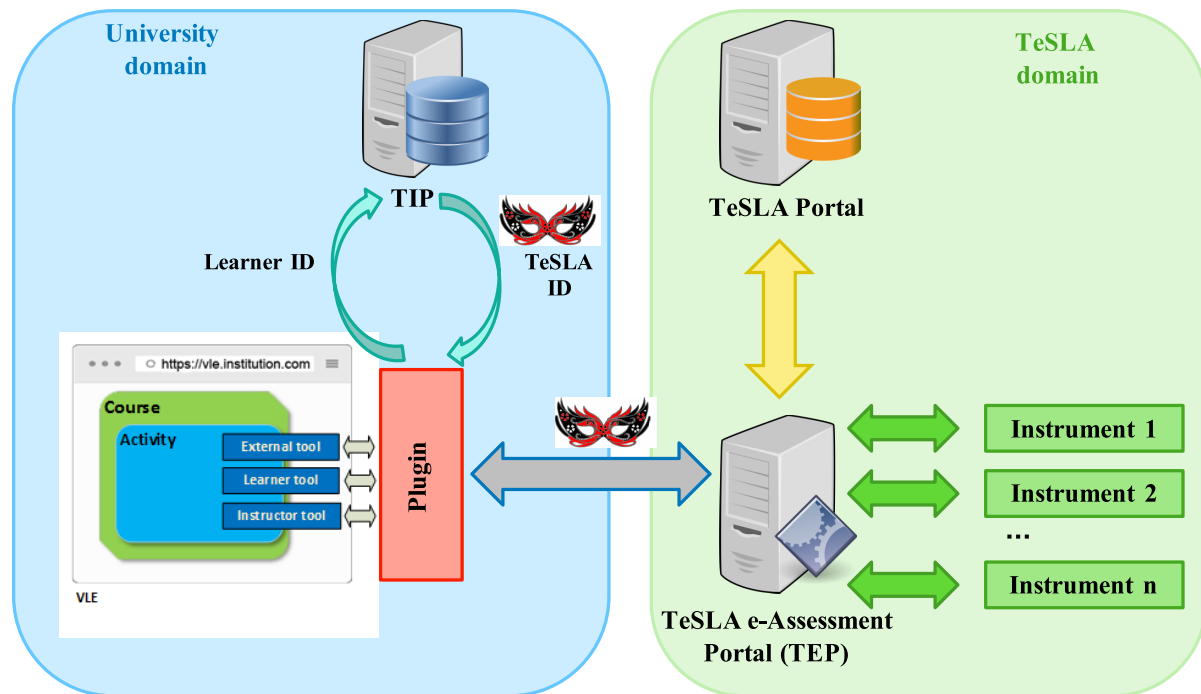 University
domain
TeSLA
domain
TIP
TeSLA Portal
Learner ID
TeSLA
ID
https://vle.institution.com
Course
Activity
External tool
Learner tool
Instructor tool
VLE
Plugin
Instrument 1
Instrument 2
...
Instrument n
TeSLA e-Assessment
Portal (TEP)